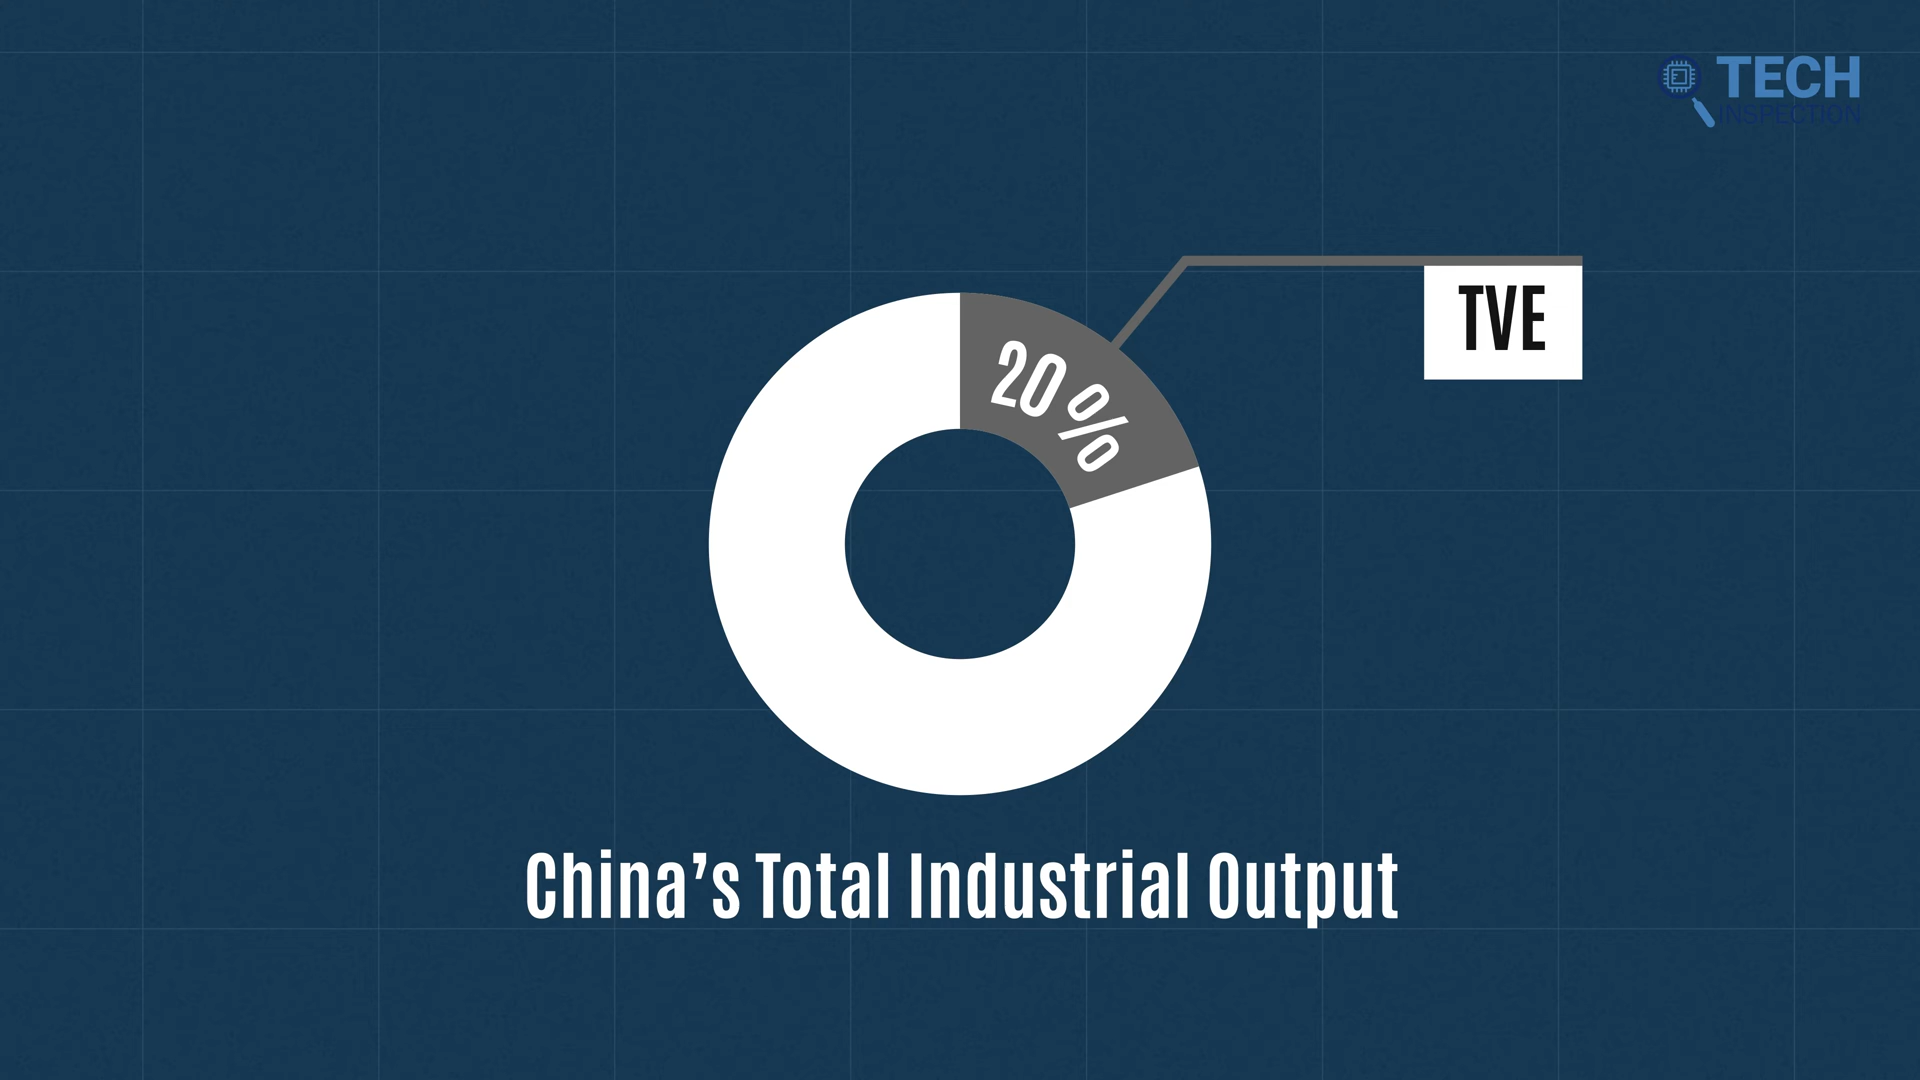 TECH
INSPECTION
TVE
20%
China’s Total Industrial Output